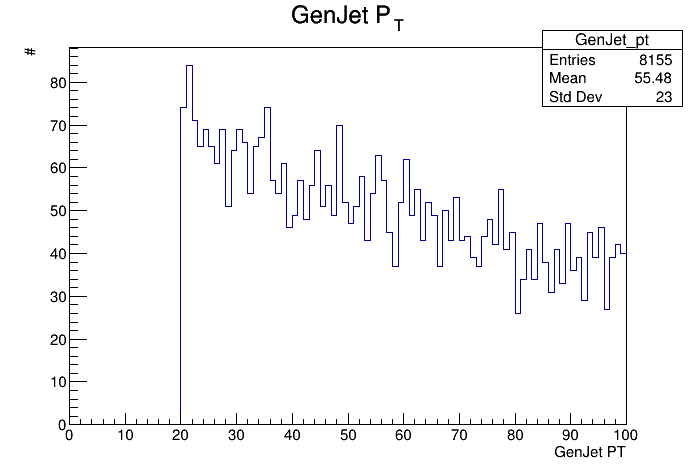 GenJet P_T
#
GenJet_pt
Entries 8155
Mean 55.48
Std Dev 23
80
70
60
50
40
30
20
10
0
0 10 20 30 40 50 60 70 80 90 100
GenJet PT